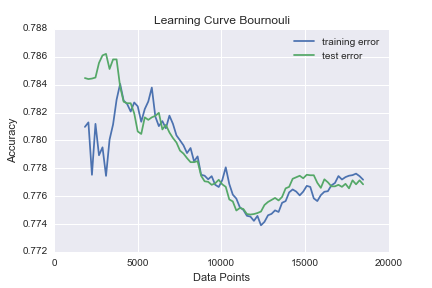 Learning Curve Bournouli
0.788
0.786
0.784
0.782
0.780
0.778
0.776
0.774
0.772
Accuracy
training error
test error
0 5000 10000 15000 20000
Data Points